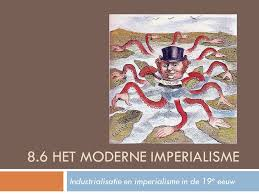 8.6 HET MODERNE IMPERIALISME
Industrialisatie en imperialisme in de 19e eeuw